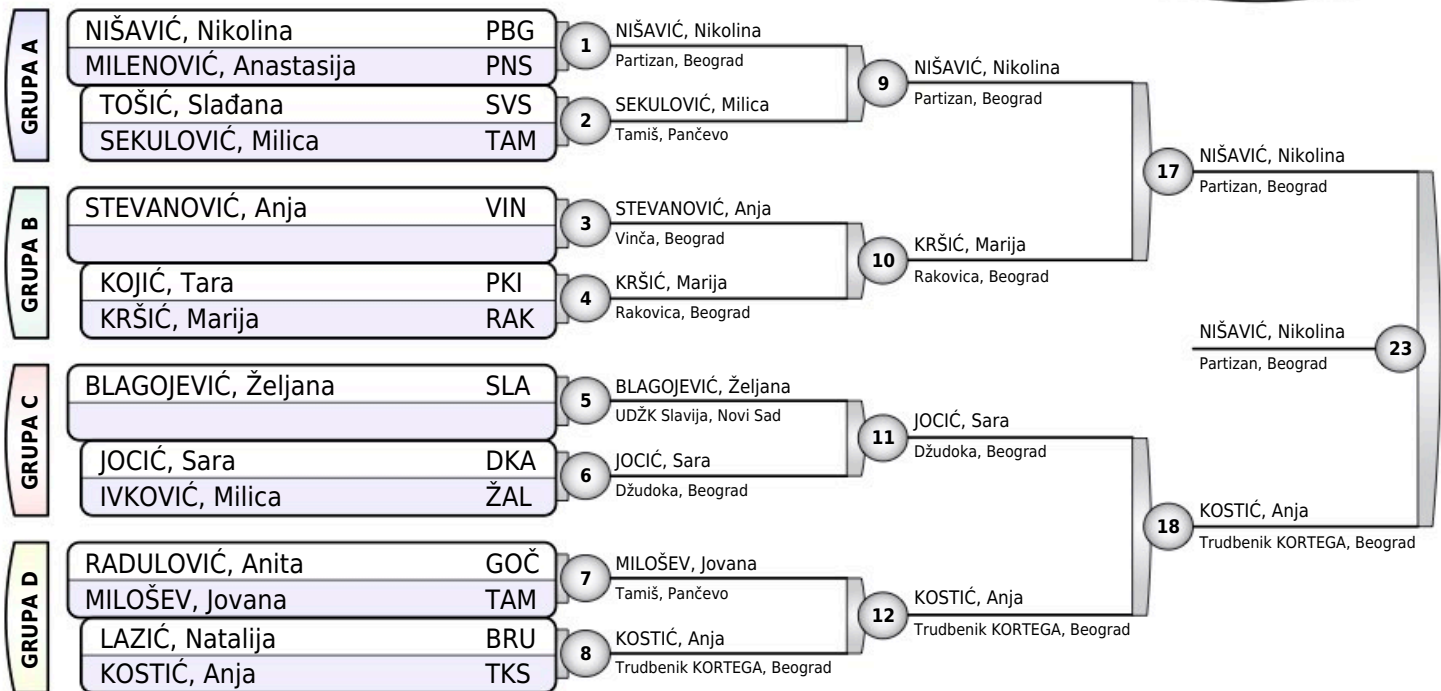 GRUPA A
NIŠAVIĆ, Nikolina PBG
MILENOVIĆ, Anastasija PNS
TOŠIĆ, Slađana SVS
SEKULOVIĆ, Milica TAM
GRUPA B
STEVANOVIĆ, Anja VIN
KOJIĆ, Tara PKI
KRŠIĆ, Marija RAK
GRUPA C
BLAGOJEVIĆ, Željana SLA
JOCIĆ, Sara DKA
IVKOVIĆ, Milica ŽAL
GRUPA D
RADULOVIĆ, Anita GOČ
MILOŠEV, Jovana TAM
LAZIĆ, Natalija BRU
KOSTIĆ, Anja TKS
1
NIŠAVIĆ, Nikolina
Partizan, Beograd
2
SEKULOVIĆ, Milica
Tamiš, Pančevo
3
STEVANOVIĆ, Anja
Vinča, Beograd
4
KRŠIĆ, Marija
Rakovica, Beograd
5
BLAGOJEVIĆ, Željana
UDŽK Slavija, Novi Sad
6
JOCIĆ, Sara
Džudoka, Beograd
7
MILOŠEV, Jovana
Tamiš, Pančevo
8
KOSTIĆ, Anja
Trudbenik KORTEGA, Beograd
9
NIŠAVIĆ, Nikolina
Partizan, Beograd
10
KRŠIĆ, Marija
Rakovica, Beograd
11
JOCIĆ, Sara
Džudoka, Beograd
12
KOSTIĆ, Anja
Trudbenik KORTEGA, Beograd
17
NIŠAVIĆ, Nikolina
Partizan, Beograd
18
KOSTIĆ, Anja
Trudbenik KORTEGA, Beograd
NIŠAVIĆ, Nikolina
Partizan, Beograd
23